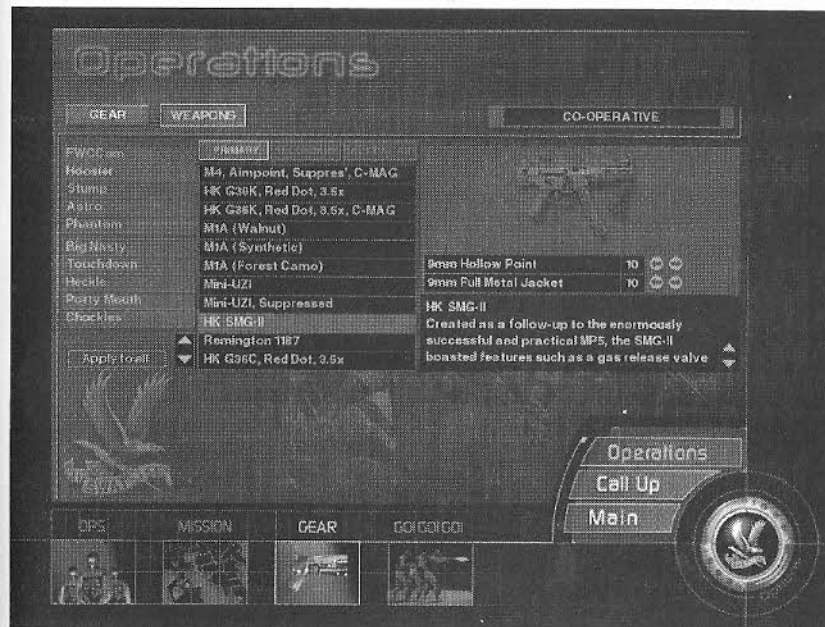 Operations
GEAR
WEAPONS
CO-OPERATIVE
FWCCam
Hoosier
Stump
Astro
Phantom
Big Nasty
Touchdown
Heckle
Potty Mouth
Chuckles
Apply to all
PRIMARY
M4, Aimpoint, Suppres', C-MAG
HK G36K, Red Dot, 3.5x
HK G36K, Red Dot, 3.5x, C-MAG
M1A (Walnut)
M1A (Synthetic)
M1A (Forest Camo)
Mini-UZI
Mini-UZI, Suppressed
HK SMG-II
Remington 1187
HK G36C, Red Dot, 3.5x
9mm Hollow Point 10
9mm Full Metal Jacket 10
HK SMG-II
Created as a follow-up to the enormously
successful and practical MP5, the SMG-II
boasted features such as a gas release valve
Operations
Call Up
Main
OPS
MISSION
GEAR
GO! GO! GO!